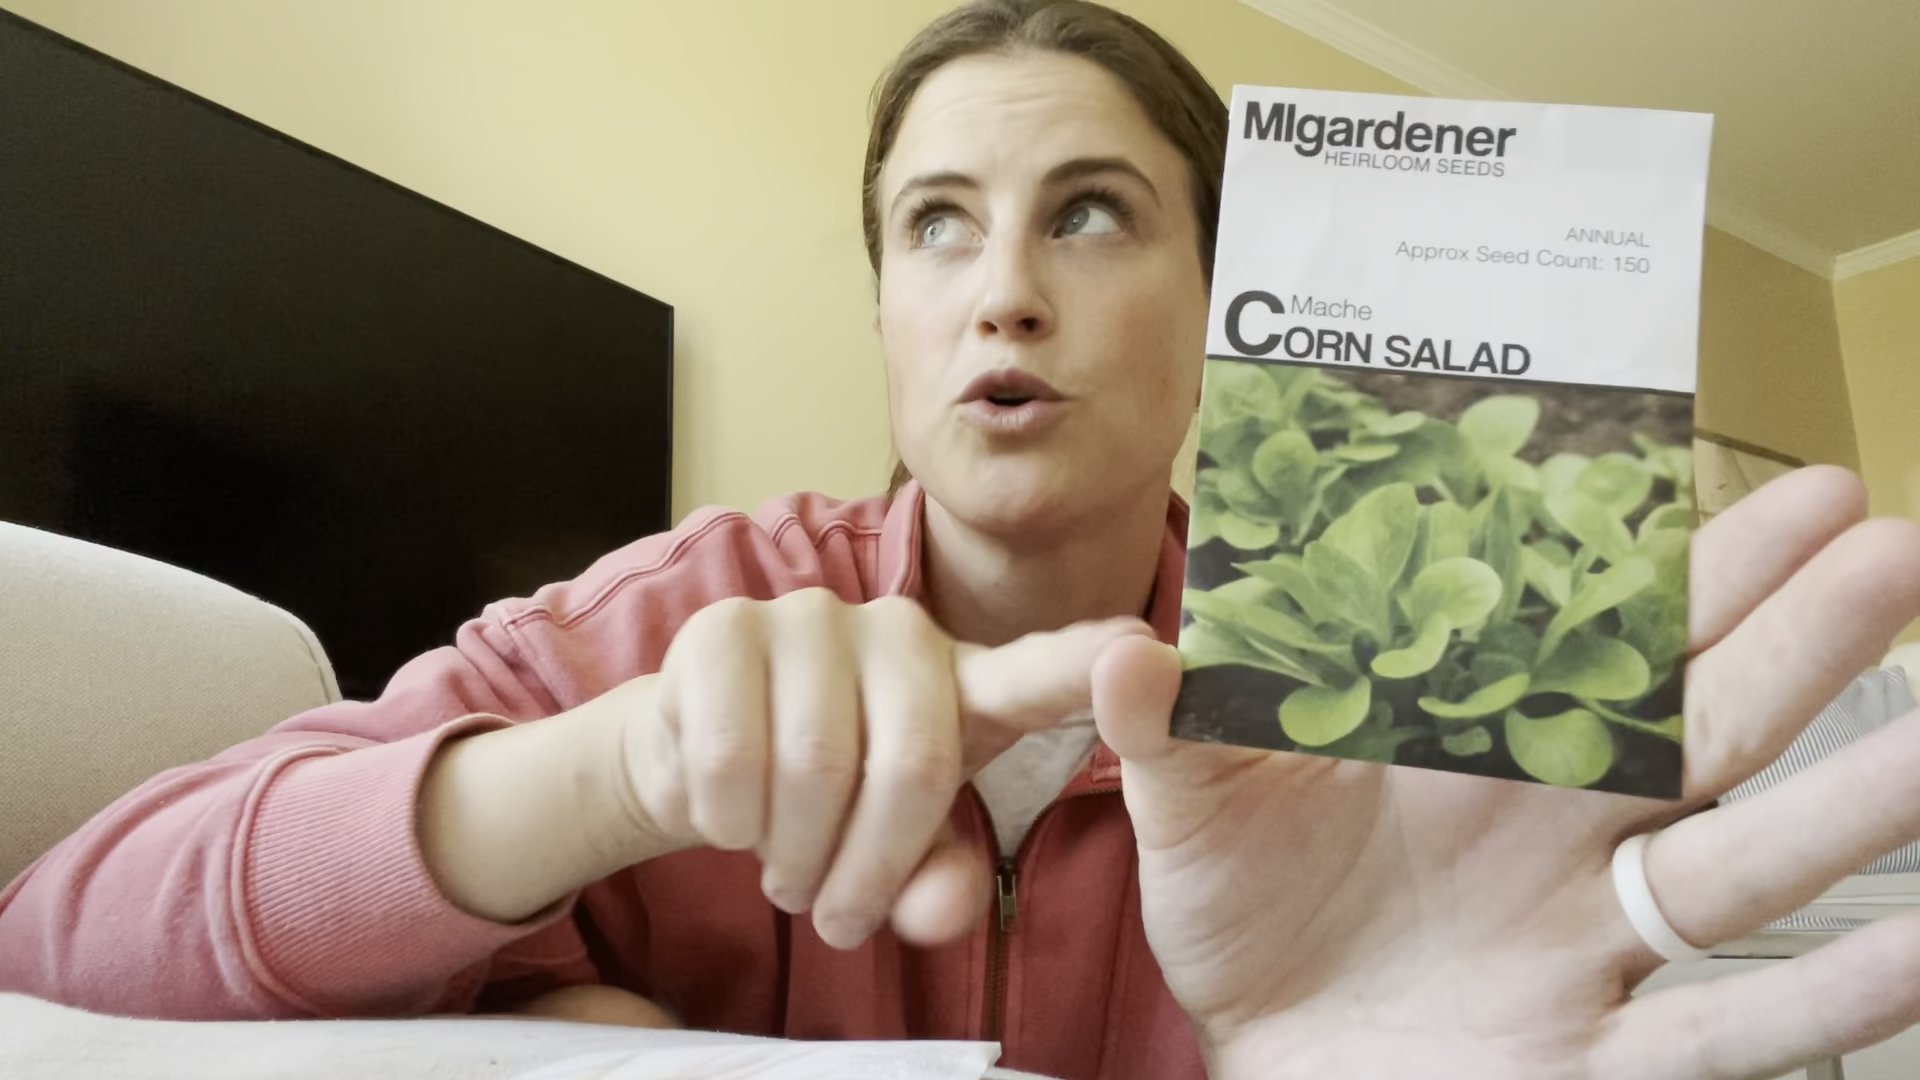 MIgardener
HEIRLOOM SEEDS
ANNUAL
Approx Seed Count: 150
Mache
CORN SALAD